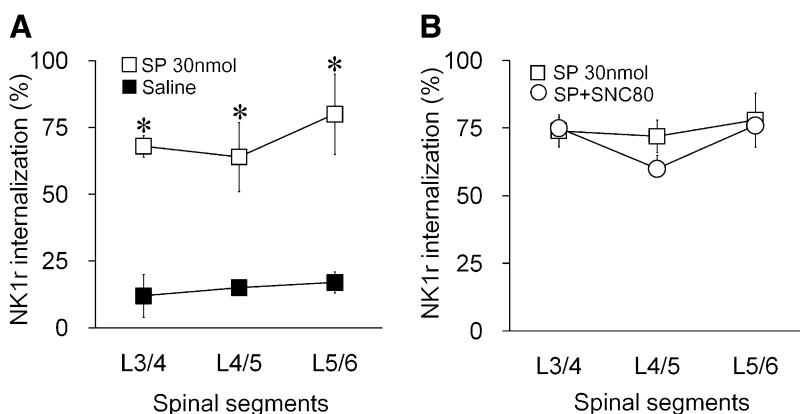 A
NK1r internalization (%)
100
75
50
25
0
SP 30nmol
Saline
*
*
*
L3/4 L4/5 L5/6
Spinal segments
B
NK1r internalization (%)
100
75
50
25
0
SP 30nmol
SP+SNC80
L3/4 L4/5 L5/6
Spinal segments